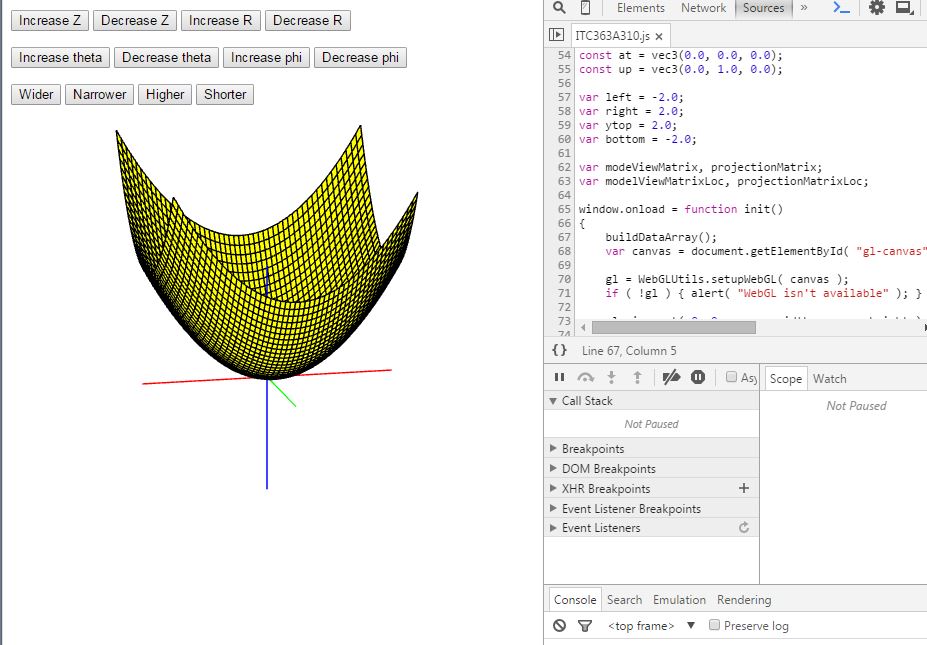 Increase Z Decrease Z Increase R Decrease R
Increase theta Decrease theta Increase phi Decrease phi
Wider Narrower Higher Shorter
Elements Network Sources »
ITC363A310.js ×
54 const at = vec3(0.0, 0.0, 0.0);
55 const up = vec3(0.0, 1.0, 0.0);
56
57 var left = -2.0;
58 var right = 2.0;
59 var ytop = 2.0;
60 var bottom = -2.0;
61
62 var modeViewMatrix, projectionMatrix;
63 var modelViewMatrixLoc, projectionMatrixLoc;
64
65 window.onload = function init()
66 {
67 buildDataArray();
68 var canvas = document.getElementById( "gl-canvas"
69
70 gl = WebGLUtils.setupWebGL( canvas );
71 if ( !gl ) { alert( "WebGL isn't available" ); }
72
73
74
{} Line 67, Column 5
Asy
Scope Watch
Call Stack
Not Paused
Not Paused
Breakpoints
DOM Breakpoints
XHR Breakpoints +
Event Listener Breakpoints
Event Listeners
Console Search Emulation Rendering
<top frame> ▼ Preserve log